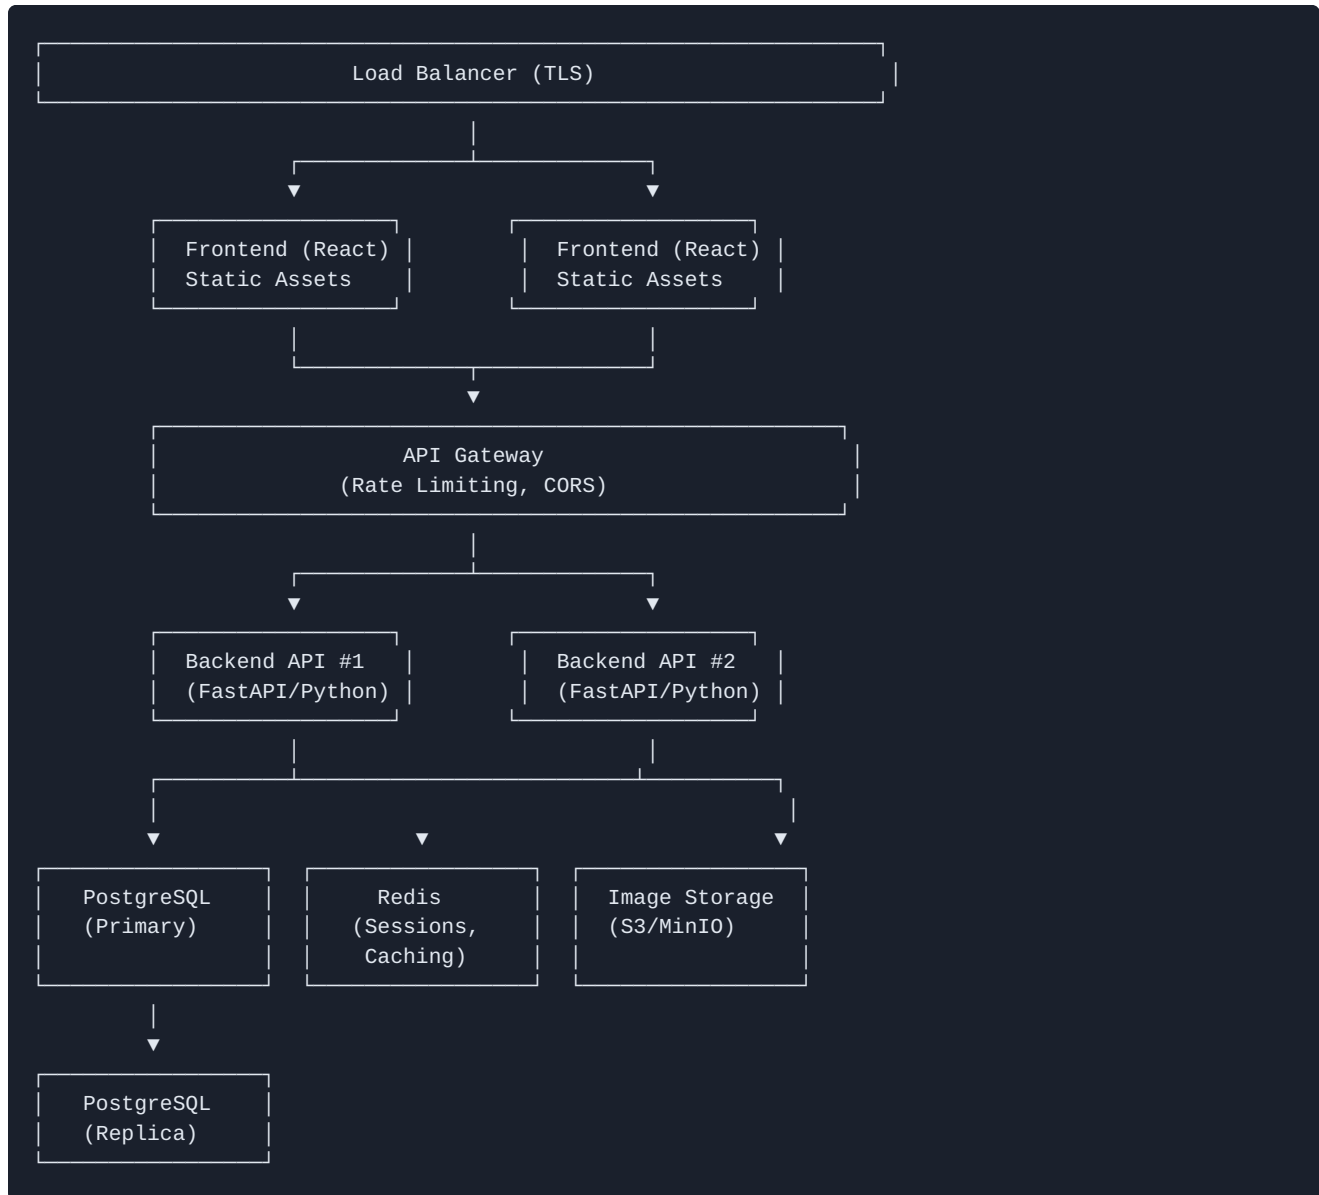 Load Balancer (TLS)
Frontend (React) Frontend (React)
Static Assets Static Assets
API Gateway
(Rate Limiting, CORS)
Backend API #1 Backend API #2
(FastAPI/Python) (FastAPI/Python)
PostgreSQL Redis Image Storage
(Primary) (Sessions, (S3/MinIO)
Caching)
PostgreSQL
(Replica)